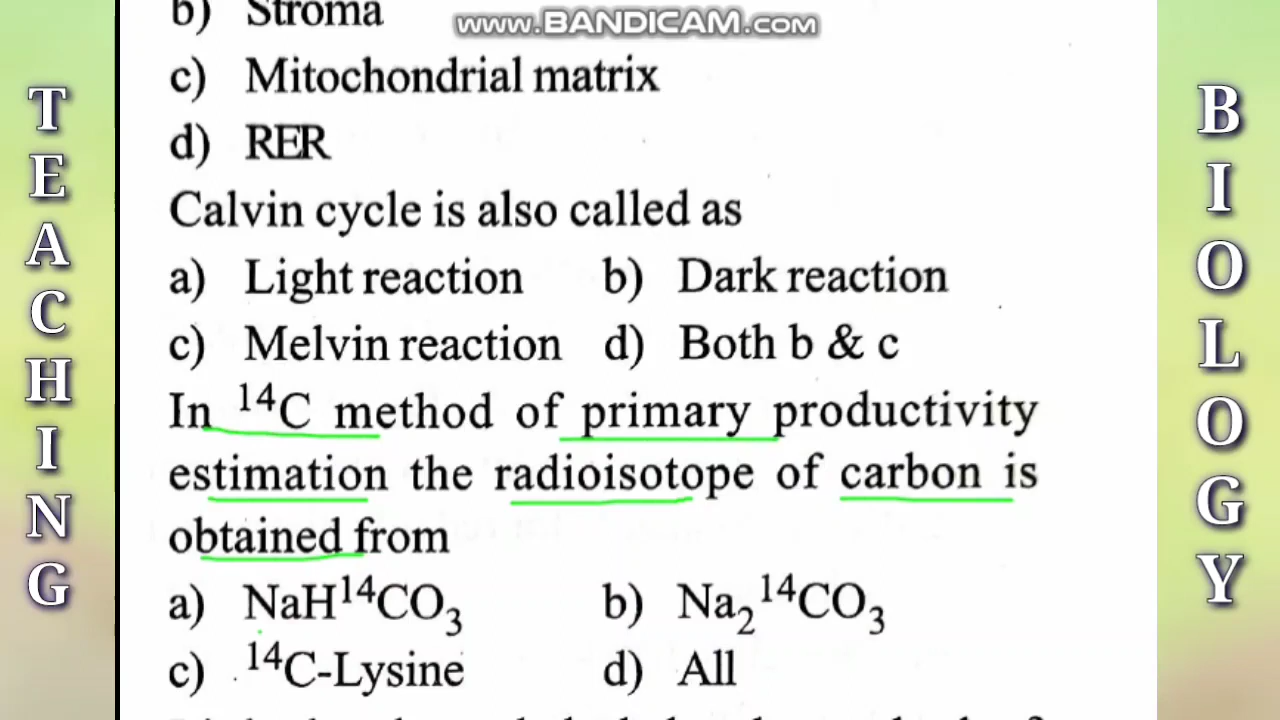 www.BANDICAM.com
b) Stroma
c) Mitochondrial matrix
d) RER
Calvin cycle is also called as
a) Light reaction b) Dark reaction
c) Melvin reaction d) Both b & c
In ¹⁴C method of primary productivity
estimation the radioisotope of carbon is
obtained from
a) NaH¹⁴CO₃ b) Na₂¹⁴CO₃
c) ¹⁴C-Lysine d) All
TEACHING
BIOLOGY